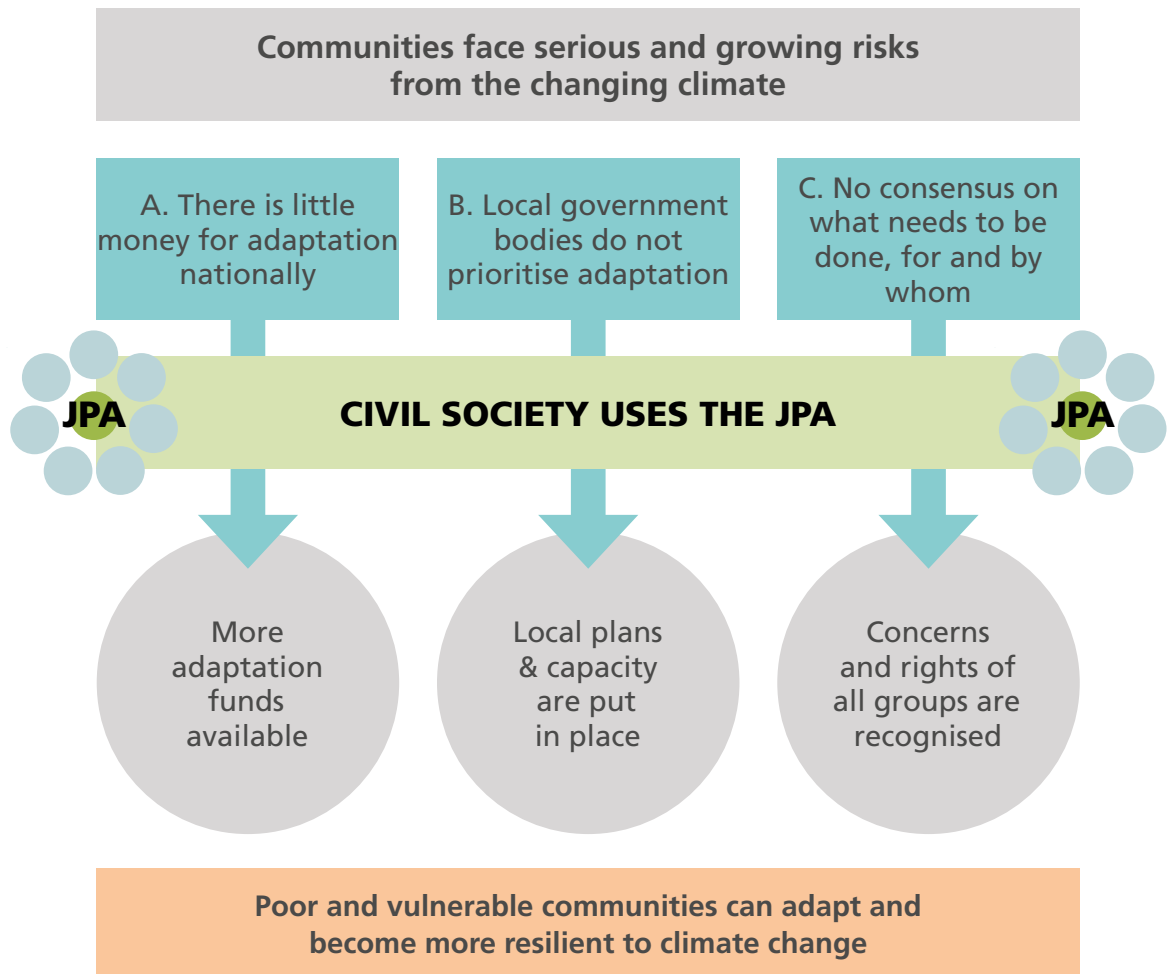 Communities face serious and growing risks
from the changing climate
A. There is little
money for adaptation
nationally
B. Local government
bodies do not
prioritise adaptation
C. No consensus on
what needs to be
done, for and by
whom
JPA
CIVIL SOCIETY USES THE JPA
JPA
More
adaptation
funds
available
Local plans
& capacity
are put
in place
Concerns
and rights of
all groups are
recognised
Poor and vulnerable communities can adapt and
become more resilient to climate change